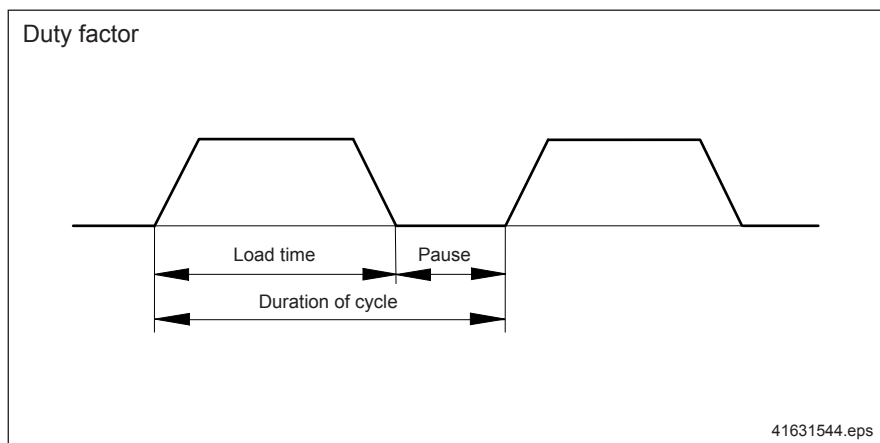 Duty factor
Load time
Pause
Duration of cycle
41631544.eps